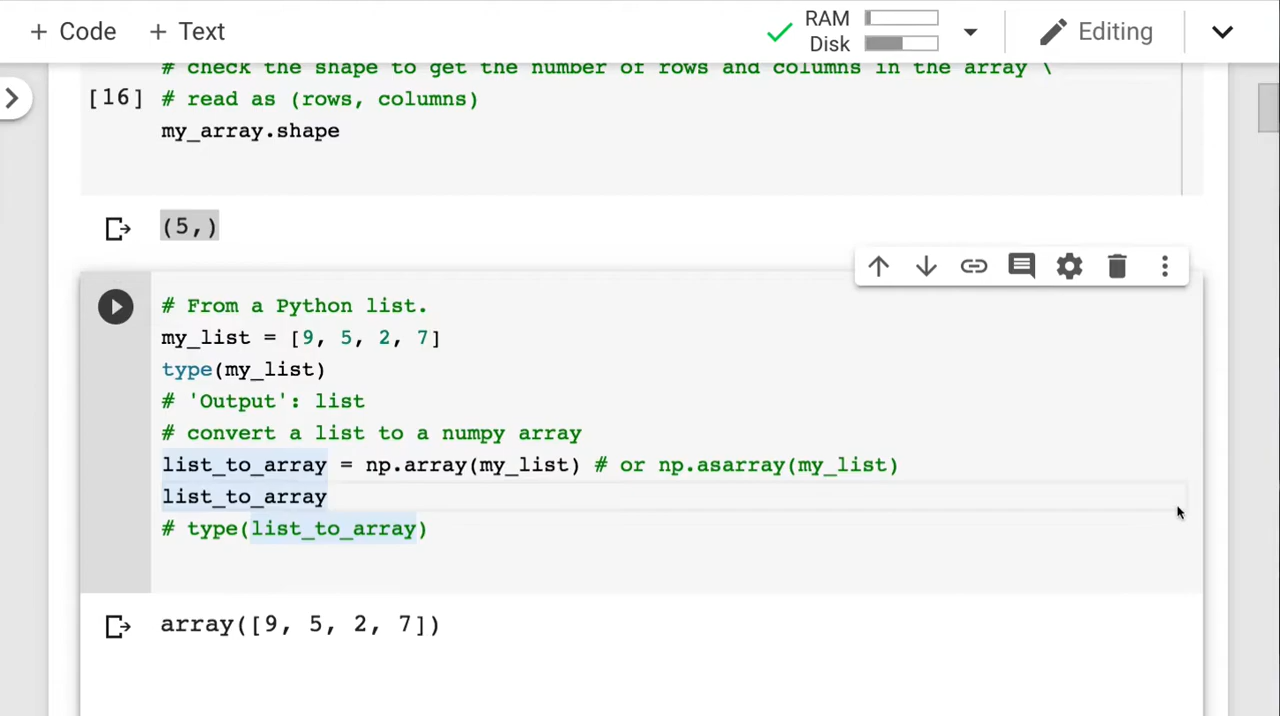 + Code + Text
RAM
Disk
Editing
# check the shape to get the number of rows and columns in the array \
[16] # read as (rows, columns)
my_array.shape
(5,)
# From a Python list.
my_list = [9, 5, 2, 7]
type(my_list)
# 'Output': list
# convert a list to a numpy array
list_to_array = np.array(my_list) # or np.asarray(my_list)
list_to_array
# type(list_to_array)
array([9, 5, 2, 7])